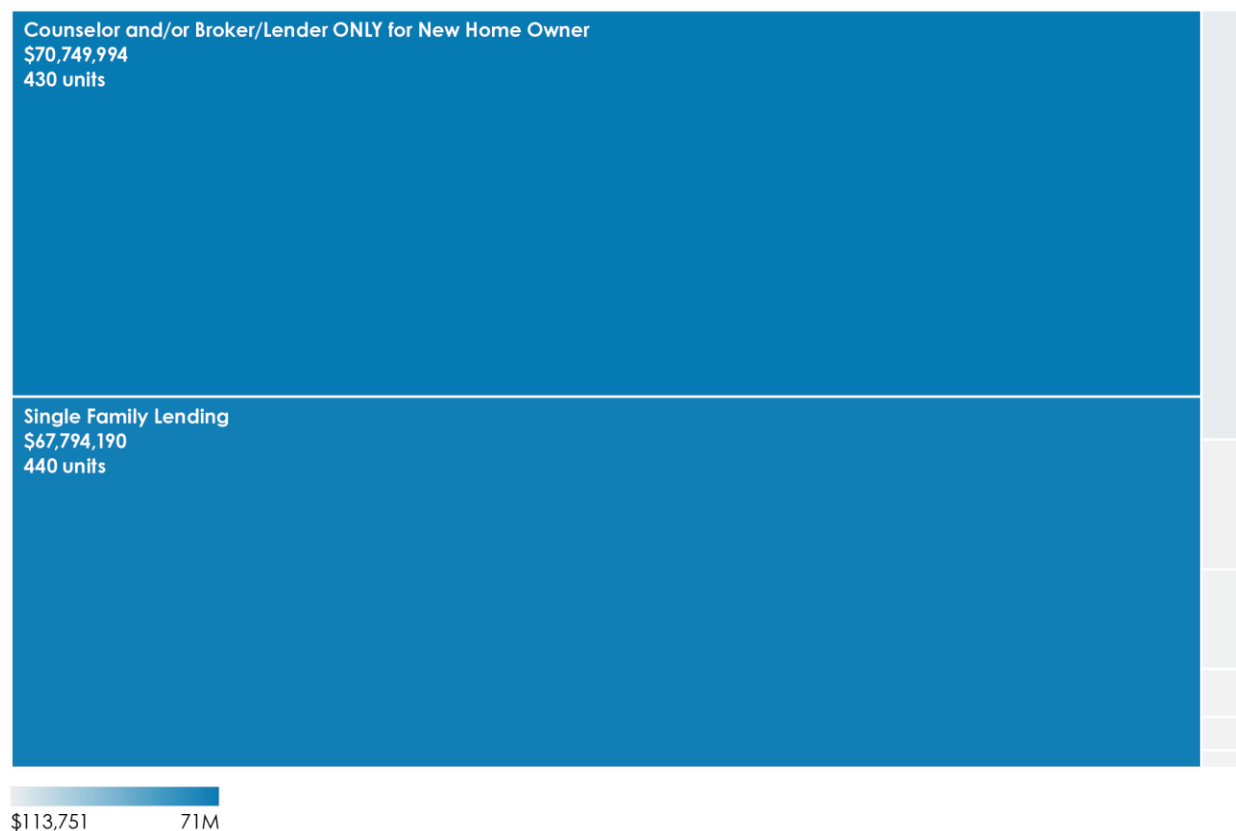 Counselor and/or Broker/Lender ONLY for New Home Owner
$70,749,994
430 units
Single Family Lending
$67,794,190
440 units
$113,751 71M